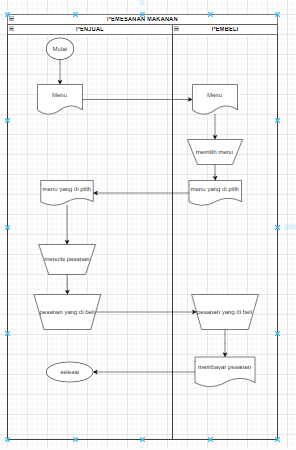 PEMESANAN MAKANAN
PENJUAL
PEMBELI
Mulai
Menu
Menu
memilih menu
menu yang di pilih
menu yang di pilih
menulis pesanan
pesanan yang di beli
pesanan yang di beli
membayar pesanan
selesai